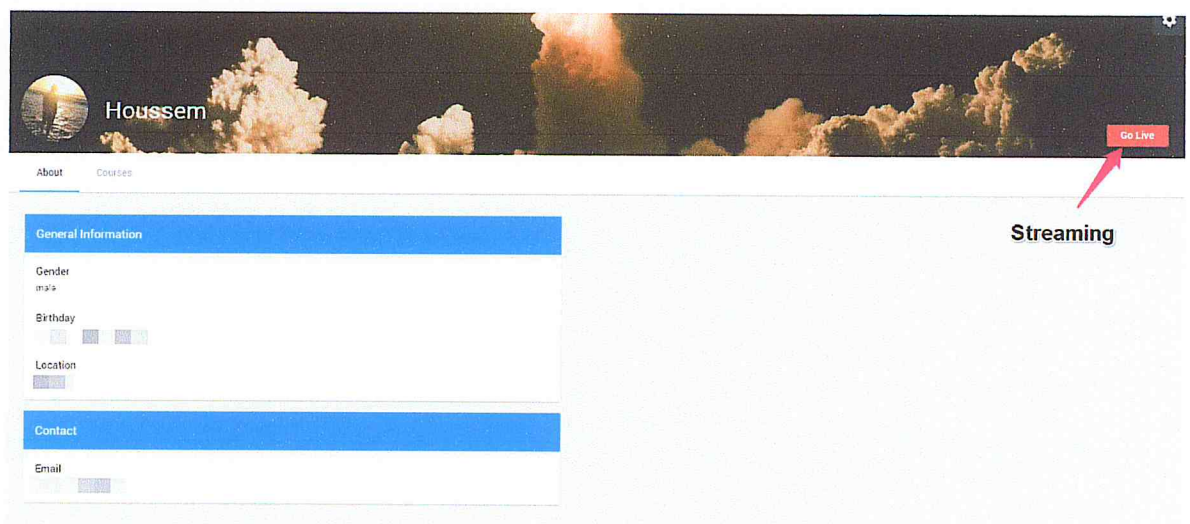 Houssem
Go Live
About Courses
Streaming
General Information
Gender
male
Birthday
Location
Contact
Email